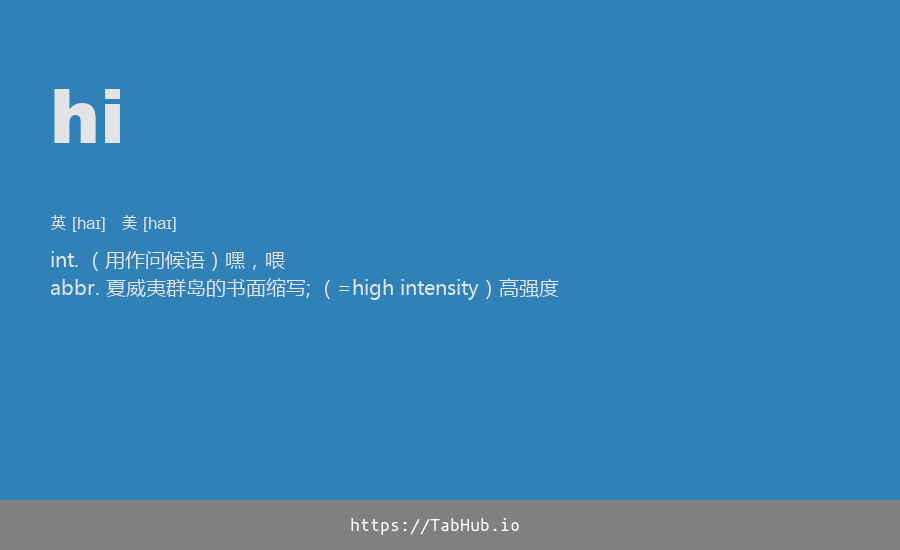 hi
英 [haɪ]   美 [haɪ]
int. （用作问候语）嘿，喂
abbr. 夏威夷群岛的书面缩写; （=high intensity）高强度
https://TabHub.io